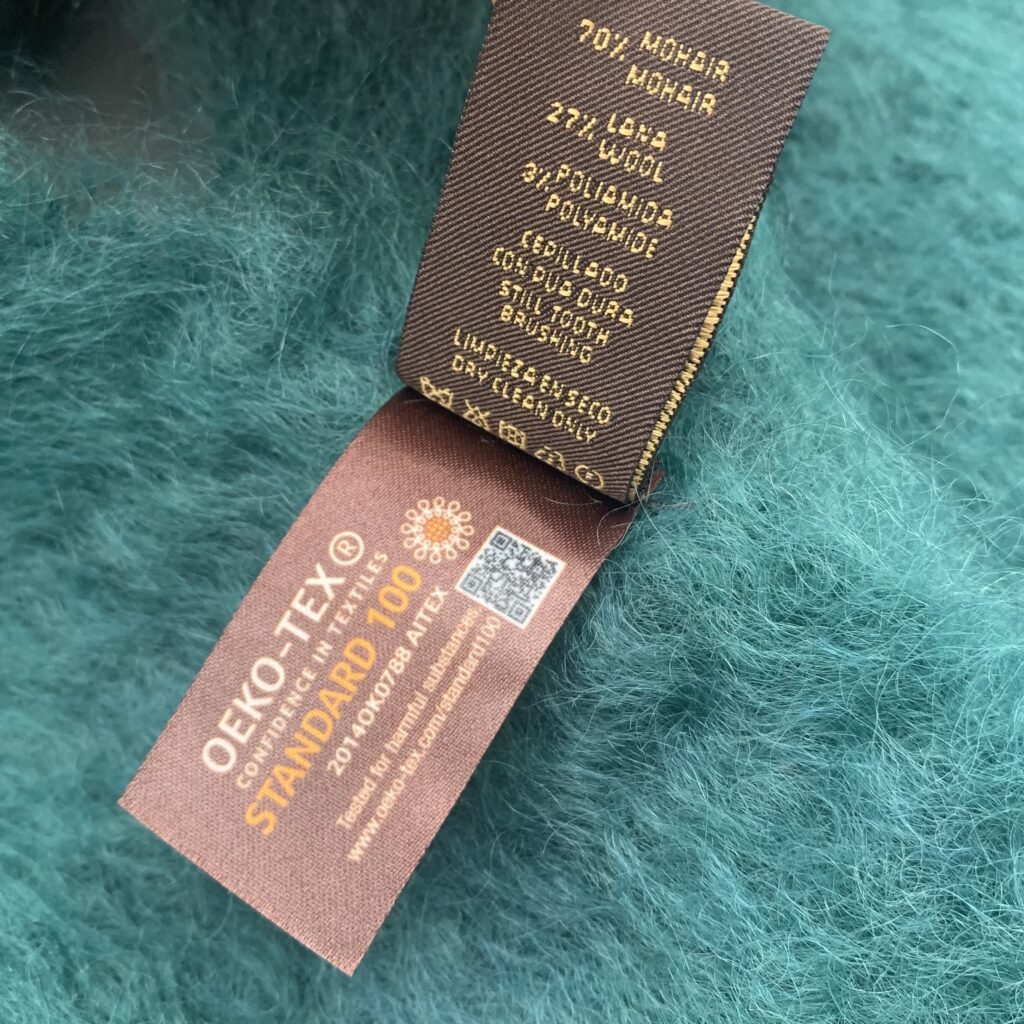 70% MOHAIR
MOHAIR
27% LANA
WOOL
3% POLIAMIDA
POLYAMIDE
CEPILLADO
CON PUA DURA
STILL TOOTH
BRUSHING
LIMPIEZA EN SECO
DRY CLEAN ONLY
P
OEKO-TEX®
CONFIDENCE IN TEXTILES
STANDARD 100
2014OK0788 AITEX
Tested for harmful substances
www.oeko-tex.com/standard100